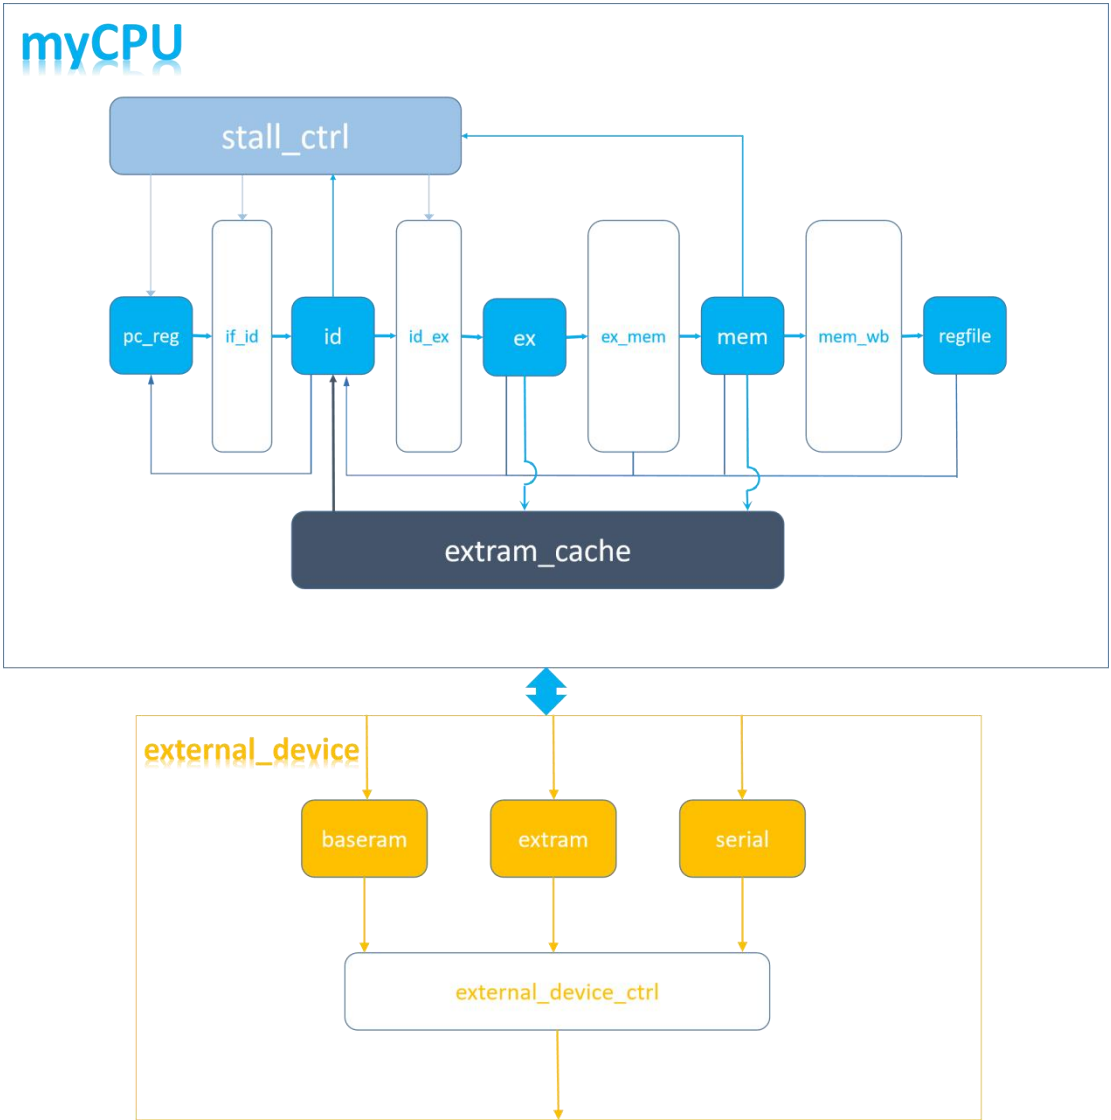 myCPU
stall_ctrl
pc_reg
if_id
id
id_ex
ex
ex_mem
mem
mem_wb
regfile
extram_cache
external_device
baseram
extram
serial
external_device_ctrl